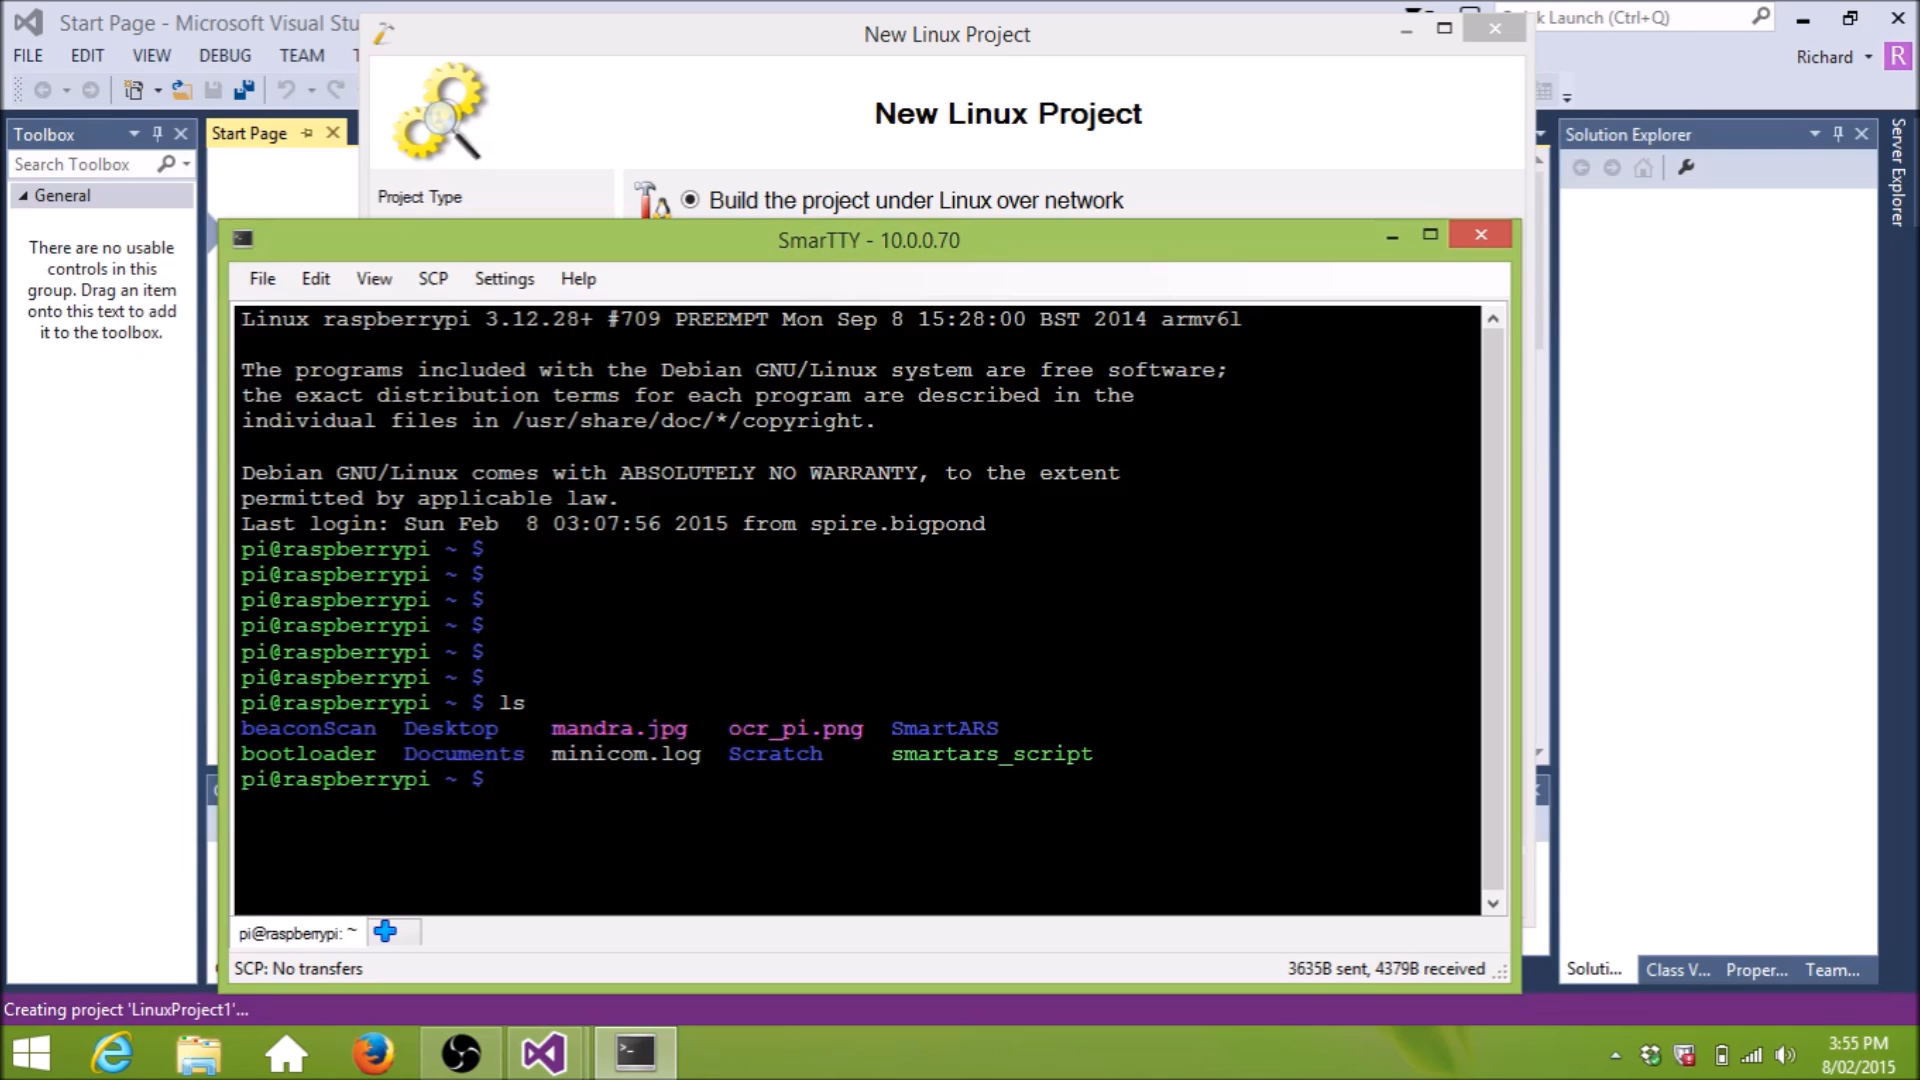 Start Page - Microsoft Visual Stu
k Launch (Ctrl+Q)
FILE EDIT VIEW DEBUG TEAM T
Richard R
New Linux Project
New Linux Project
Toolbox
Search Toolbox
General
There are no usable
controls in this
group. Drag an item
onto this text to add
it to the toolbox.
Start Page
Project Type
Build the project under Linux over network
Solution Explorer
Server Explorer
SmarTTY - 10.0.0.70
File Edit View SCP Settings Help
Linux raspberrypi 3.12.28+ #709 PREEMPT Mon Sep 8 15:28:00 BST 2014 armv6l
The programs included with the Debian GNU/Linux system are free software;
the exact distribution terms for each program are described in the
individual files in /usr/share/doc/*/copyright.
Debian GNU/Linux comes with ABSOLUTELY NO WARRANTY, to the extent
permitted by applicable law.
Last login: Sun Feb  8 03:07:56 2015 from spire.bigpond
pi@raspberrypi ~ $
pi@raspberrypi ~ $
pi@raspberrypi ~ $
pi@raspberrypi ~ $
pi@raspberrypi ~ $
pi@raspberrypi ~ $
pi@raspberrypi ~ $ ls
beaconScan  Desktop    mandra.jpg   ocr_pi.png  SmartARS
bootloader  Documents  minicom.log  Scratch     smartars_script
pi@raspberrypi ~ $
pi@raspberrypi: ~
SCP: No transfers
3635B sent, 4379B received
Soluti... Class V... Proper... Team...
Creating project 'LinuxProject1'...
3:55 PM
8/02/2015